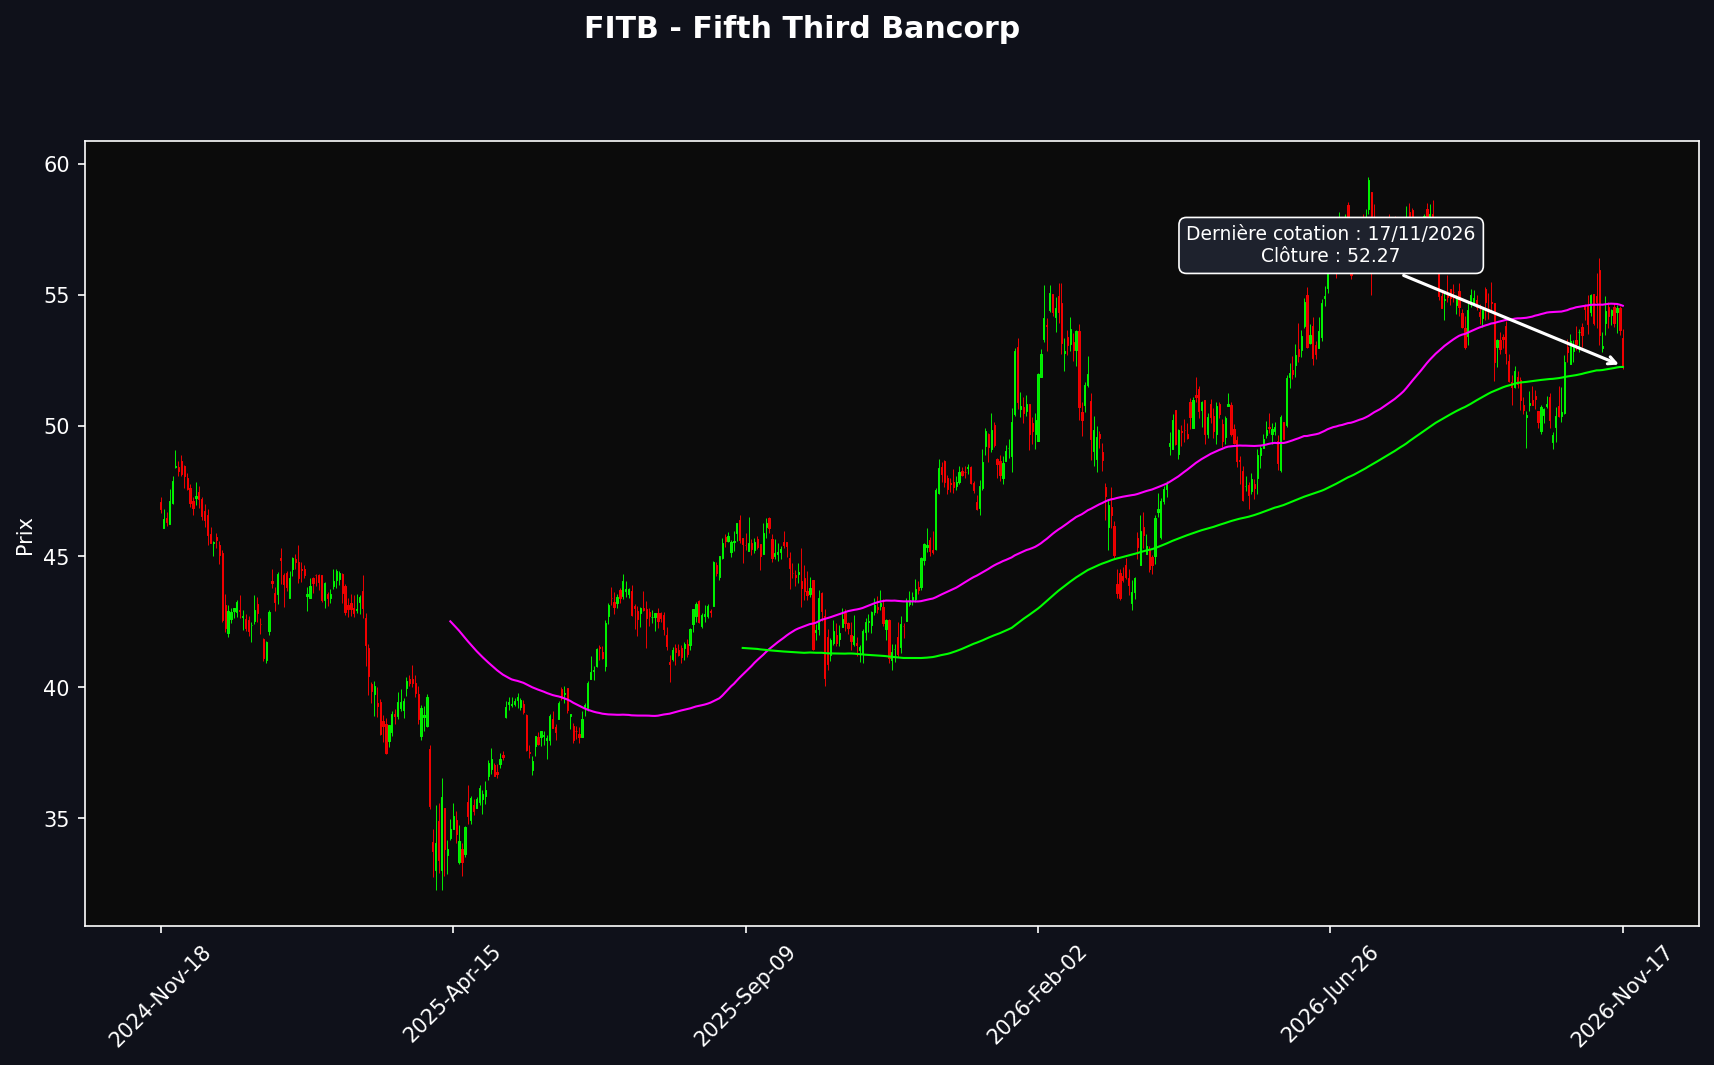 FITB - Fifth Third Bancorp
60
55
50
45
40
35
Prix
Dernière cotation : 17/11/2026
Clôture : 52.27
2024-Nov-18
2025-Apr-15
2025-Sep-09
2026-Feb-02
2026-Jun-26
2026-Nov-17